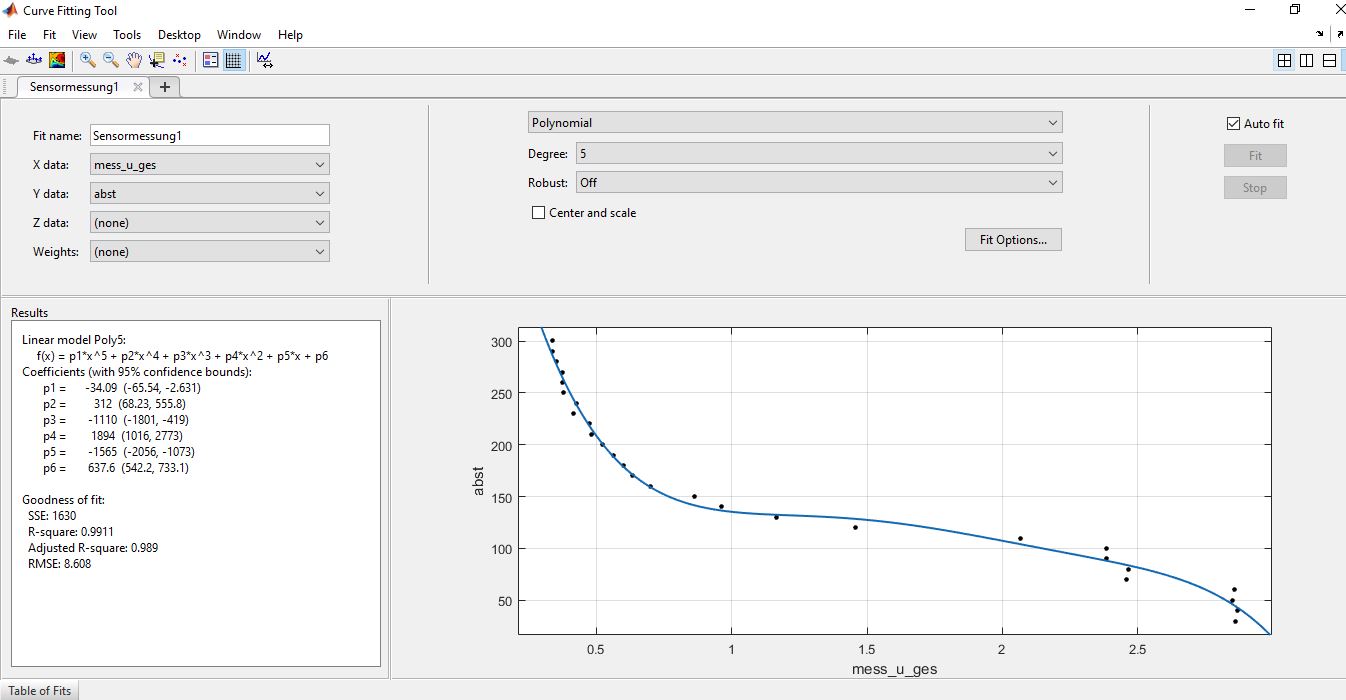 Curve Fitting Tool
File Fit View Tools Desktop Window Help
Sensormessung1
Fit name: Sensormessung1
X data: mess_u_ges
Y data: abst
Z data: (none)
Weights: (none)
Polynomial
Degree: 5
Robust: Off
Center and scale
Fit Options...
Auto fit
Fit
Stop
Results
Linear model Poly5:
f(x) = p1*x^5 + p2*x^4 + p3*x^3 + p4*x^2 + p5*x + p6
Coefficients (with 95% confidence bounds):
p1 = -34.09 (-65.54, -2.631)
p2 = 312 (68.23, 555.8)
p3 = -1110 (-1801, -419)
p4 = 1894 (1016, 2773)
p5 = -1565 (-2056, -1073)
p6 = 637.6 (542.2, 733.1)
Goodness of fit:
SSE: 1630
R-square: 0.9911
Adjusted R-square: 0.989
RMSE: 8.608
300
250
200
150
100
50
abst
0.5 1 1.5 2 2.5
mess_u_ges
Table of Fits